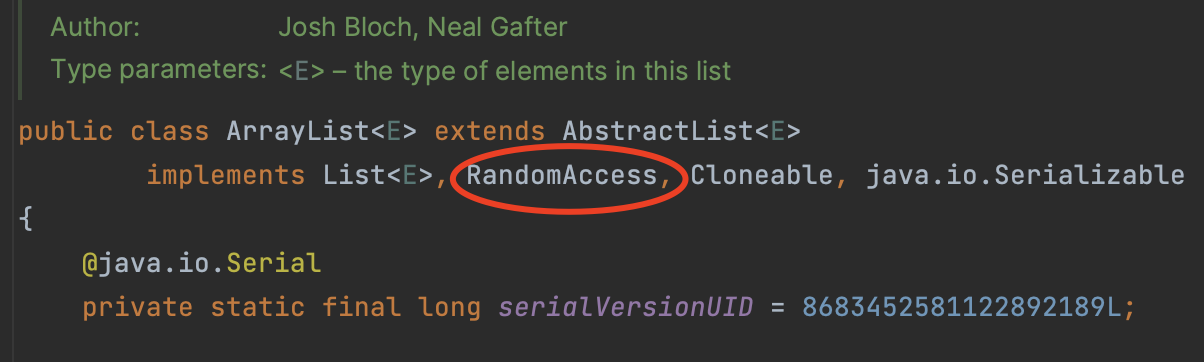 Author: Josh Bloch, Neal Gafter
Type parameters: <E> – the type of elements in this list
public class ArrayList<E> extends AbstractList<E>
implements List<E>, RandomAccess, Cloneable, java.io.Serializable
{
@java.io.Serial
private static final long serialVersionUID = 8683452581122892189L;